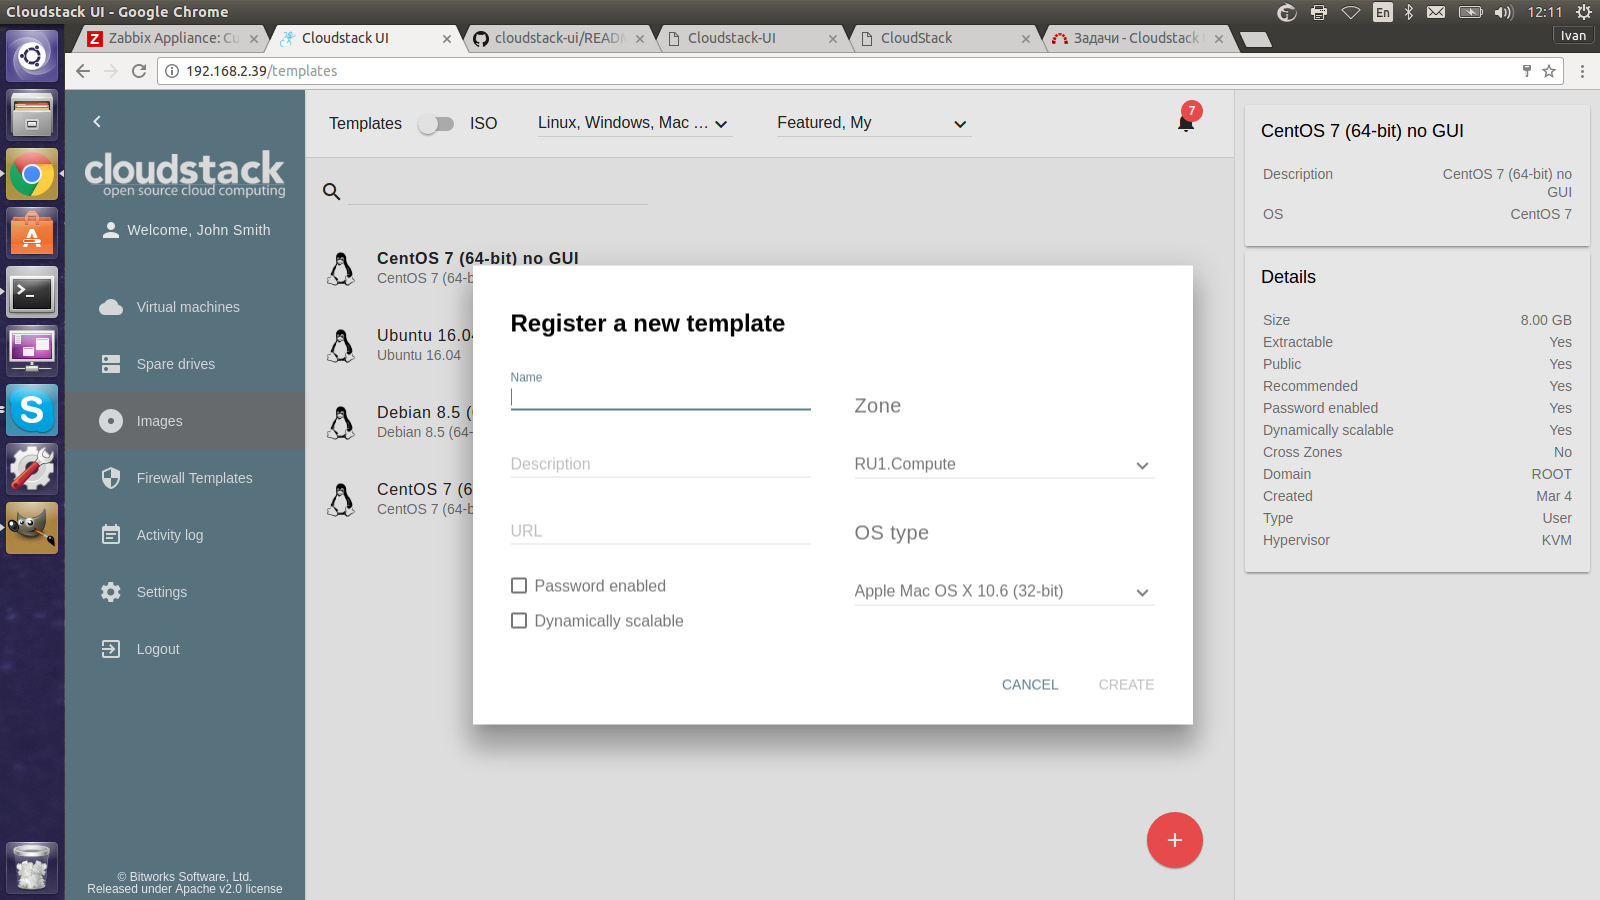 Cloudstack UI - Google Chrome
En
12:11
Zabbix Appliance: Cu
Cloudstack UI
cloudstack-ui/READM
Cloudstack-UI
CloudStack
Задачи - Cloudstack
Ivan
192.168.2.39/templates
cloudstack
open source cloud computing
Welcome, John Smith
Virtual machines
Spare drives
Images
Firewall Templates
Activity log
Settings
Logout
© Bitworks Software, Ltd.
Released under Apache v2.0 license
Templates
ISO
Linux, Windows, Mac ...
Featured, My
7
CentOS 7 (64-bit) no GUI
CentOS 7 (64-b
Ubuntu 16.04
Ubuntu 16.04
Debian 8.5 (
Debian 8.5 (64-
CentOS 7 (6
CentOS 7 (64-b
Register a new template
Name
Description
URL
Password enabled
Dynamically scalable
Zone
RU1.Compute
OS type
Apple Mac OS X 10.6 (32-bit)
CANCEL
CREATE
CentOS 7 (64-bit) no GUI
Description CentOS 7 (64-bit) no
GUI
OS CentOS 7
Details
Size 8.00 GB
Extractable Yes
Public Yes
Recommended Yes
Password enabled Yes
Dynamically scalable Yes
Cross Zones No
Domain ROOT
Created Mar 4
Type User
Hypervisor KVM